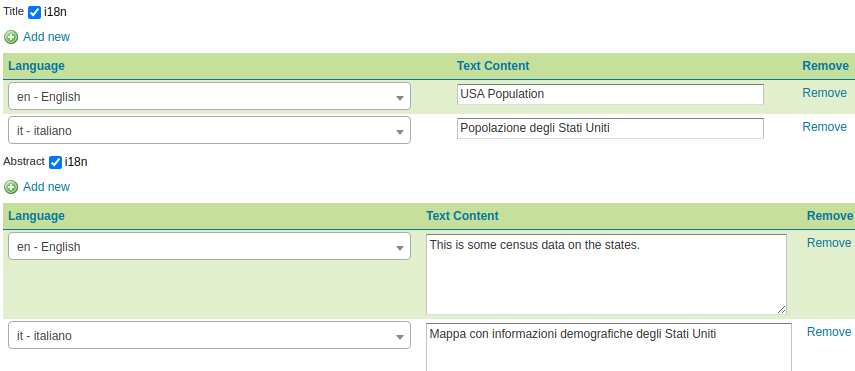 Title i18n
Add new
Language Text Content Remove
en - English USA Population Remove
it - italiano Popolazione degli Stati Uniti Remove
Abstract i18n
Add new
Language Text Content Remove
en - English This is some census data on the states. Remove
it - italiano Mappa con informazioni demografiche degli Stati Uniti Remove